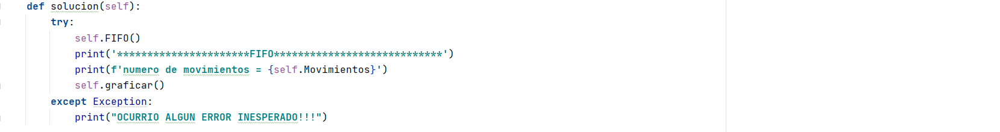 def solucion(self):
try:
self.FIFO()
print('**********************FIFO****************************')
print(f'numero de movimientos = {self.Movimientos}')
self.graficar()
except Exception:
print("OCURRIO ALGUN ERROR INESPERADO!!!")